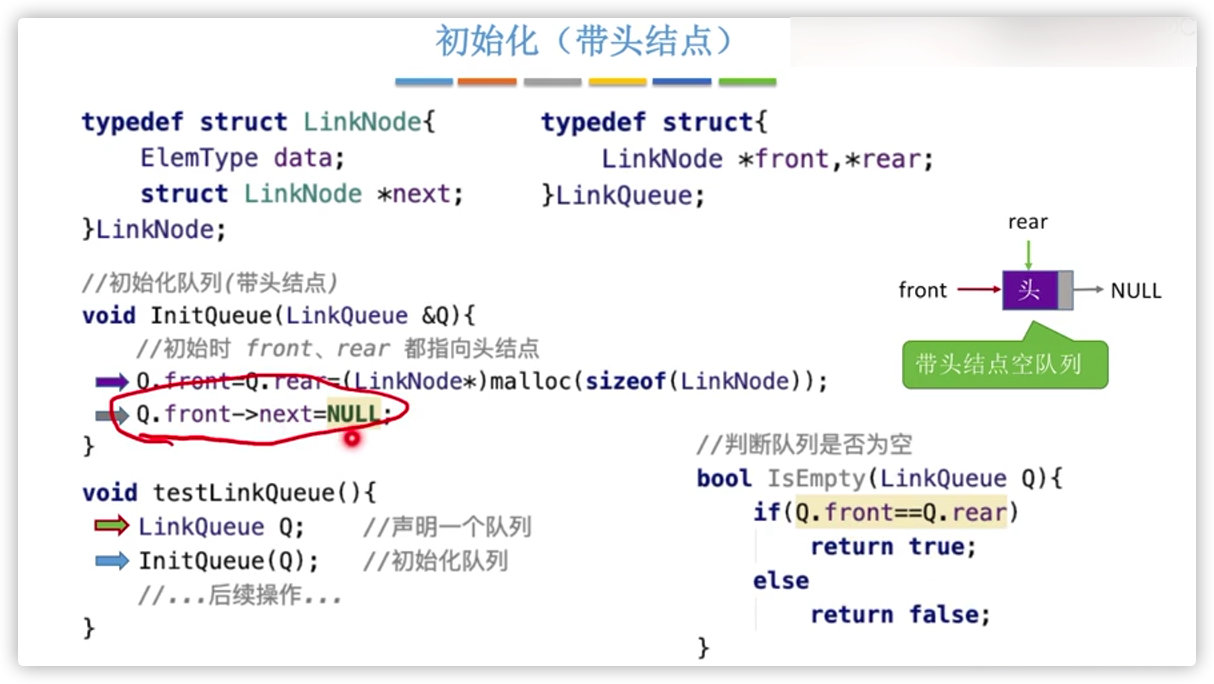 初始化（带头结点）
typedef struct LinkNode{
    ElemType data;
    struct LinkNode *next;
}LinkNode;
typedef struct{
    LinkNode *front,*rear;
}LinkQueue;
rear
front
头
NULL
带头结点空队列
//初始化队列(带头结点)
void InitQueue(LinkQueue &Q){
    //初始时 front、rear 都指向头结点
    Q.front=Q.rear=(LinkNode*)malloc(sizeof(LinkNode));
    Q.front->next=NULL;
}
void testLinkQueue(){
    LinkQueue Q;    //声明一个队列
    InitQueue(Q);   //初始化队列
    //...后续操作...
}
//判断队列是否为空
bool IsEmpty(LinkQueue Q){
    if(Q.front==Q.rear)
        return true;
    else
        return false;
}